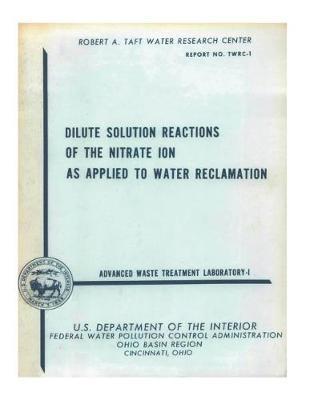 ROBERT A. TAFT WATER RESEARCH CENTER
REPORT NO. TWRC-1
DILUTE SOLUTION REACTIONS
OF THE NITRATE ION
AS APPLIED TO WATER RECLAMATION
ADVANCED WASTE TREATMENT LABORATORY-I
U.S. DEPARTMENT OF THE INTERIOR
FEDERAL WATER POLLUTION CONTROL ADMINISTRATION
OHIO BASIN REGION
CINCINNATI, OHIO